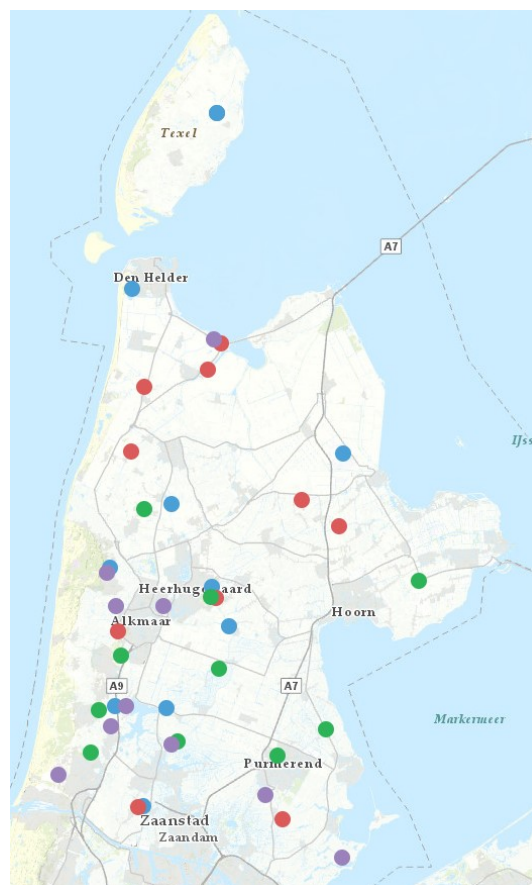 Texel
A7
Den Helder
IJss
Heerhugowaard
Hoorn
Alkmaar
A9
A7
Markermeer
Purmerend
Zaanstad
Zaandam